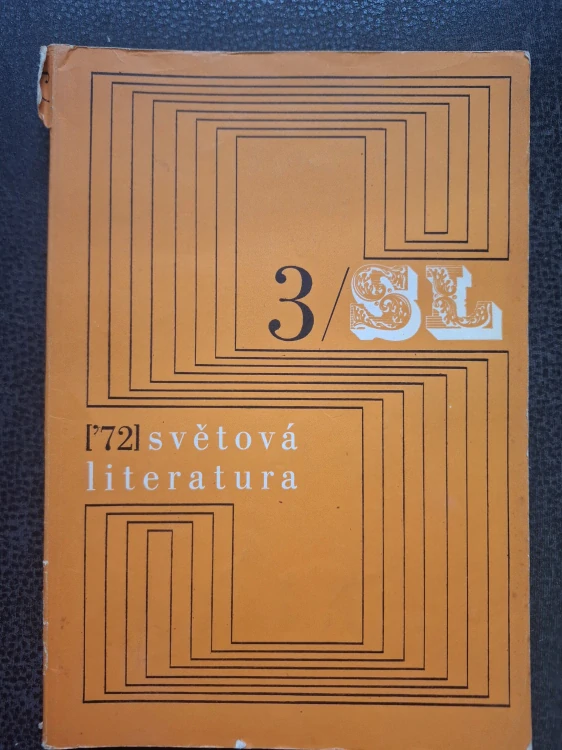 3/SL
['72] světová
literatura